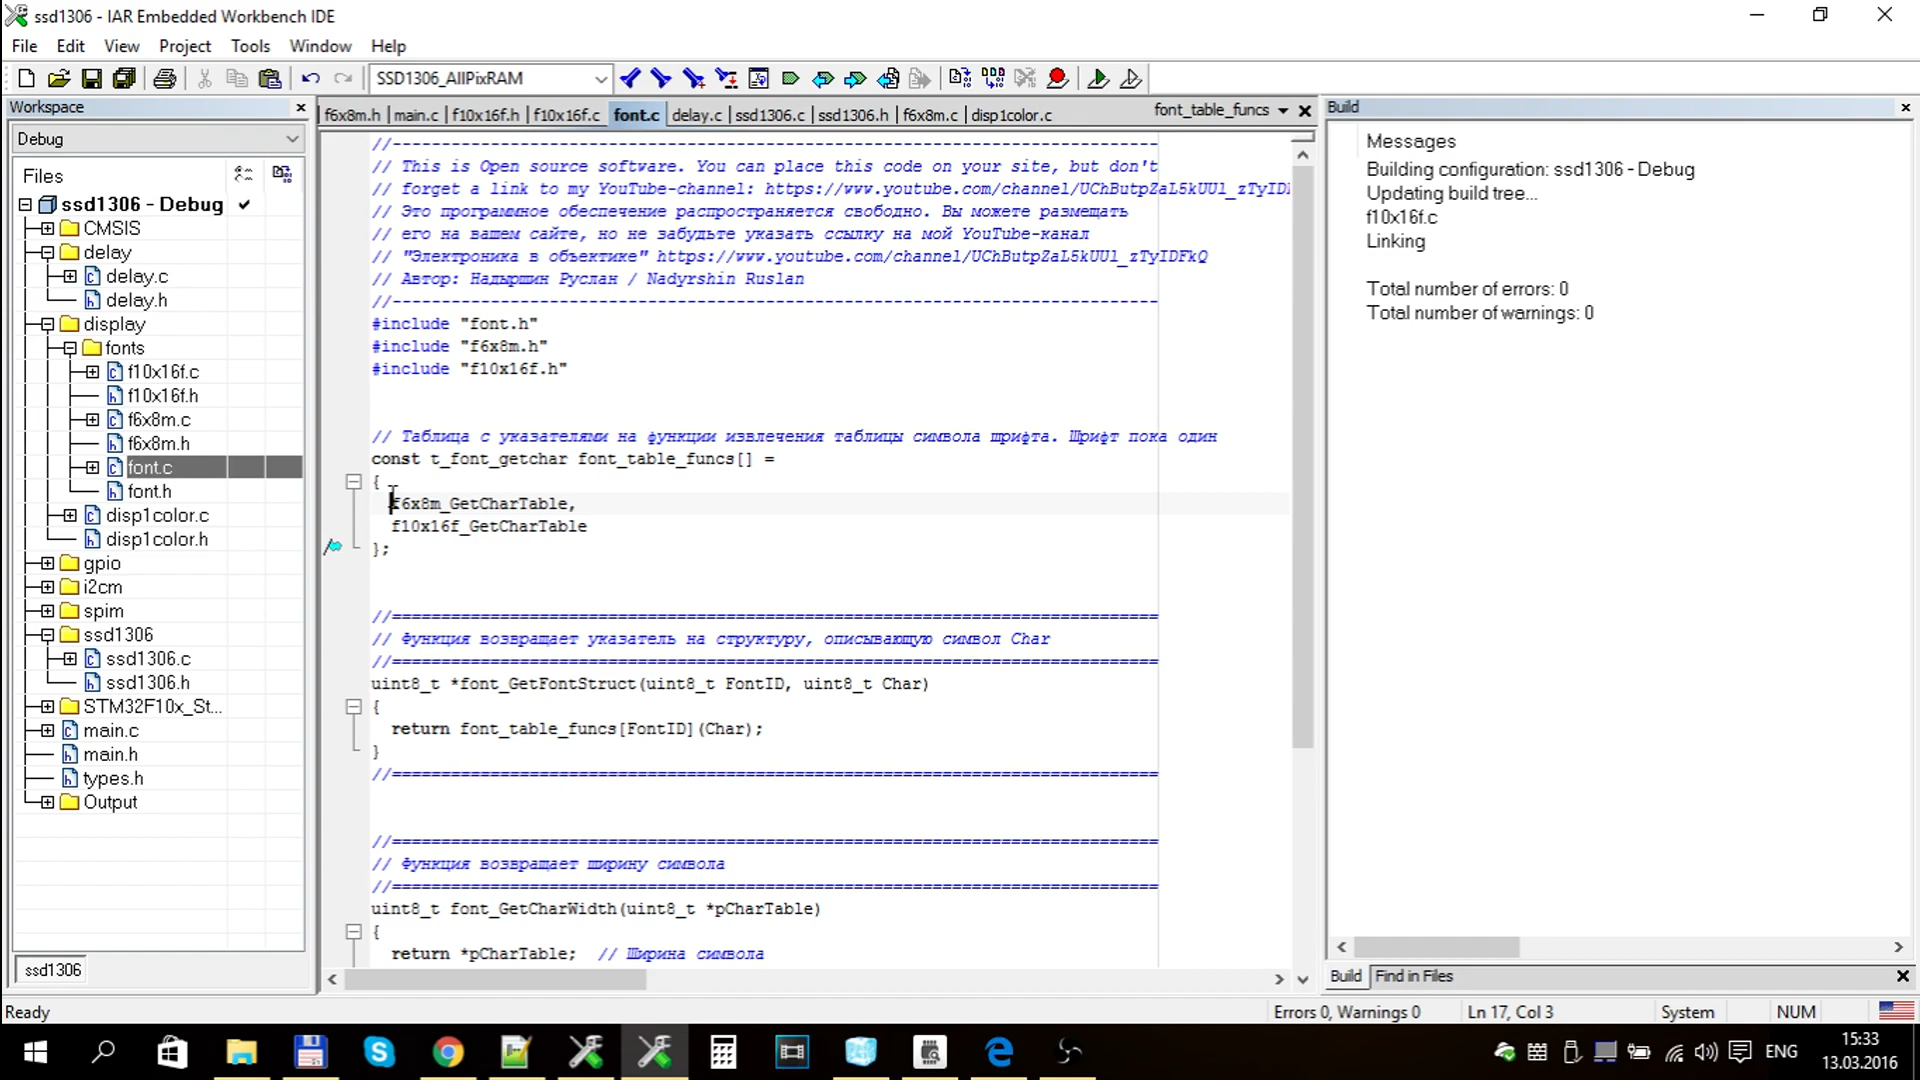 ssd1306 - IAR Embedded Workbench IDE
File Edit View Project Tools Window Help
SSD1306_AllPixRAM
Workspace
Debug
Files
ssd1306 - Debug
CMSIS
delay
delay.c
delay.h
display
fonts
f10x16f.c
f10x16f.h
f6x8m.c
f6x8m.h
font.c
font.h
disp1color.c
disp1color.h
gpio
i2cm
spim
ssd1306
ssd1306.c
ssd1306.h
STM32F10x_St...
main.c
main.h
types.h
Output
ssd1306
f6x8m.h main.c f10x16f.h f10x16f.c font.c delay.c ssd1306.c ssd1306.h f6x8m.c disp1color.c font_table_funcs
//------------------------------------------------------------------------------
// This is Open source software. You can place this code on your site, but don't
// forget a link to my YouTube-channel: https://www.youtube.com/channel/UChButpZaL5kUUl_zTyID
// Это программное обеспечение распространяется свободно. Вы можете размещать
// его на вашем сайте, но не забудьте указать ссылку на мой YouTube-канал
// "Электроника в объективе" https://www.youtube.com/channel/UChButpZaL5kUUl_zTyIDFkQ
// Автор: Надыршин Руслан / Nadyrshin Ruslan
//------------------------------------------------------------------------------
#include "font.h"
#include "f6x8m.h"
#include "f10x16f.h"
// Таблица с указателями на функции извлечения таблицы символа шрифта. Шрифт пока один
const t_font_getchar font_table_funcs[] =
{
f6x8m_GetCharTable,
f10x16f_GetCharTable
};
//==============================================================================
// Функция возвращает указатель на структуру, описывающую символ Char
//==============================================================================
uint8_t *font_GetFontStruct(uint8_t FontID, uint8_t Char)
{
return font_table_funcs[FontID](Char);
}
//==============================================================================
//==============================================================================
// Функция возвращает ширину символа
//==============================================================================
uint8_t font_GetCharWidth(uint8_t *pCharTable)
{
return *pCharTable; // Ширина символа
Build
Messages
Building configuration: ssd1306 - Debug
Updating build tree...
f10x16f.c
Linking
Total number of errors: 0
Total number of warnings: 0
Build Find in Files
Ready
Errors 0, Warnings 0
Ln 17, Col 3
System
NUM
ENG
15:33
13.03.2016